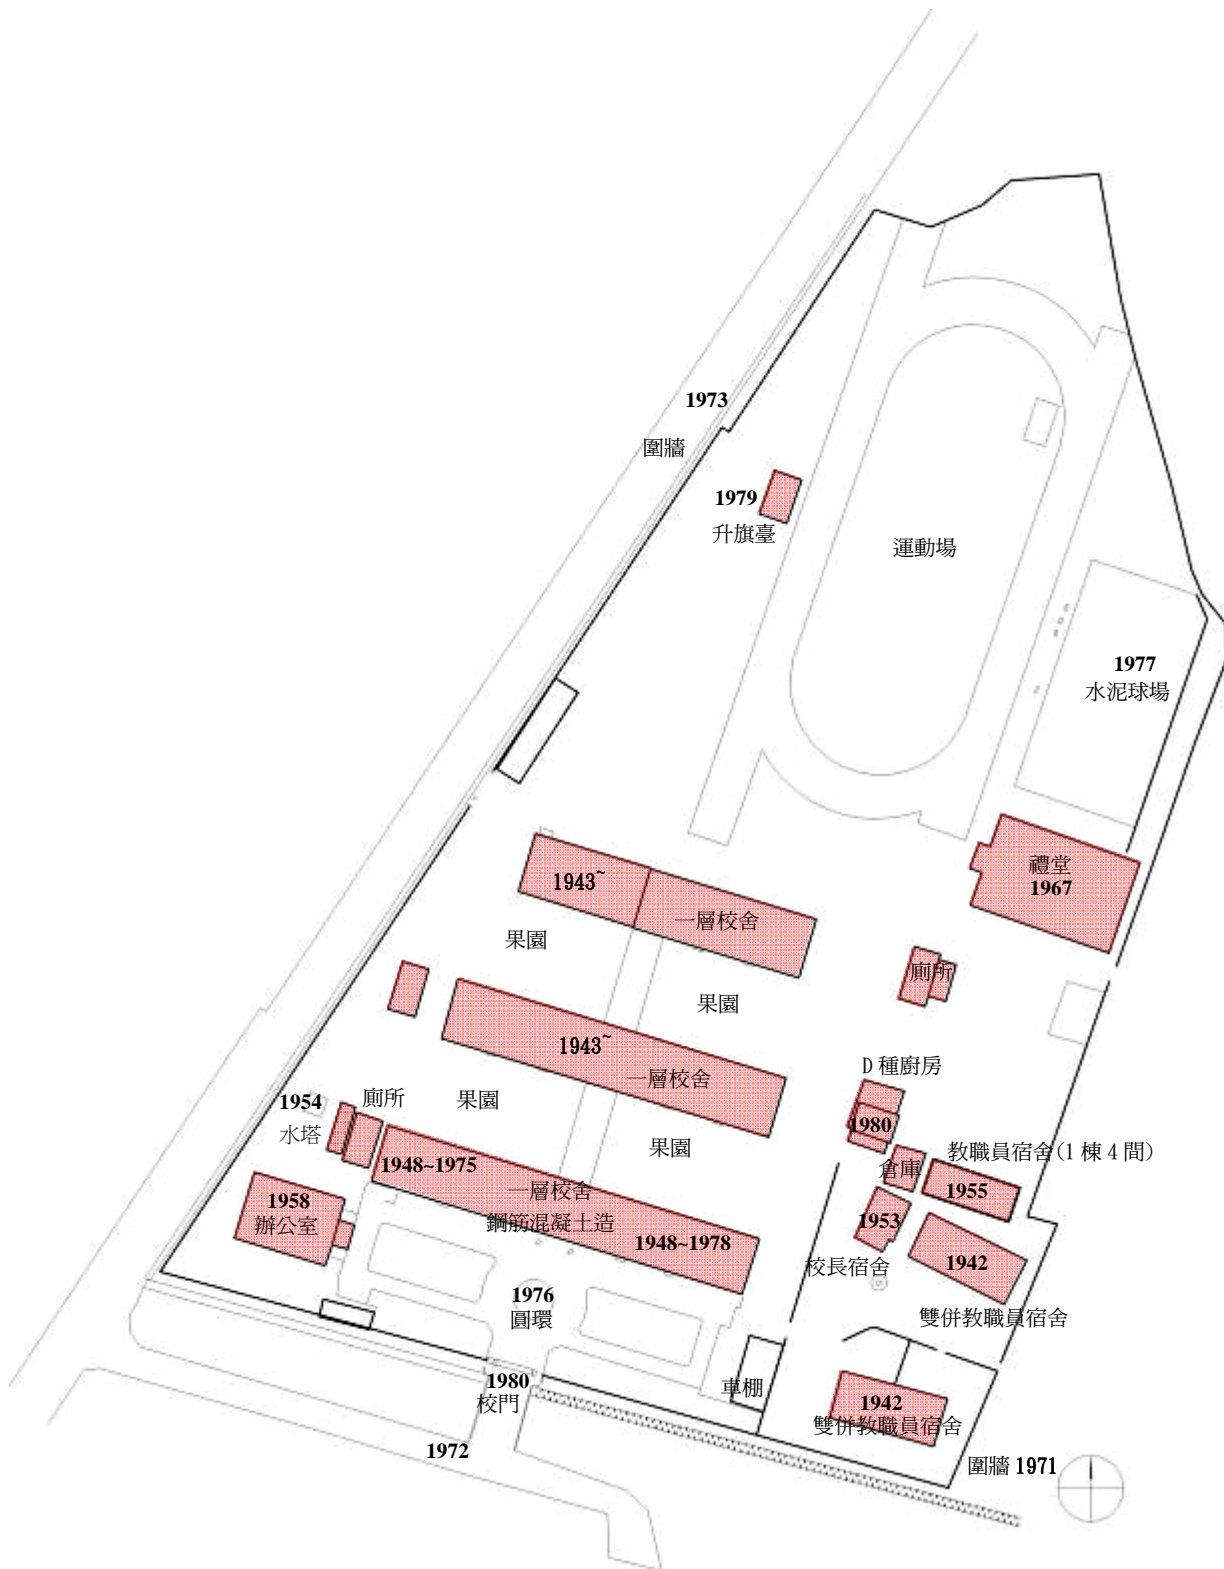 1973
圍牆
1979
升旗臺
運動場
1977
水泥球場
禮堂
1967
1943~
一層校舍
果園
廁所
果園
1943~
一層校舍
D 種廚房
1980
果園
廁所
1954
水塔
果園
倉庫
教職員宿舍(1 棟 4 間)
1955
1948~1975
一層校舍
鋼筋混凝土造
1948~1978
1958
辦公室
1953
校長宿舍
1942
雙併教職員宿舍
1976
圓環
1980
校門
車棚
1942
雙併教職員宿舍
1972
圍牆 1971